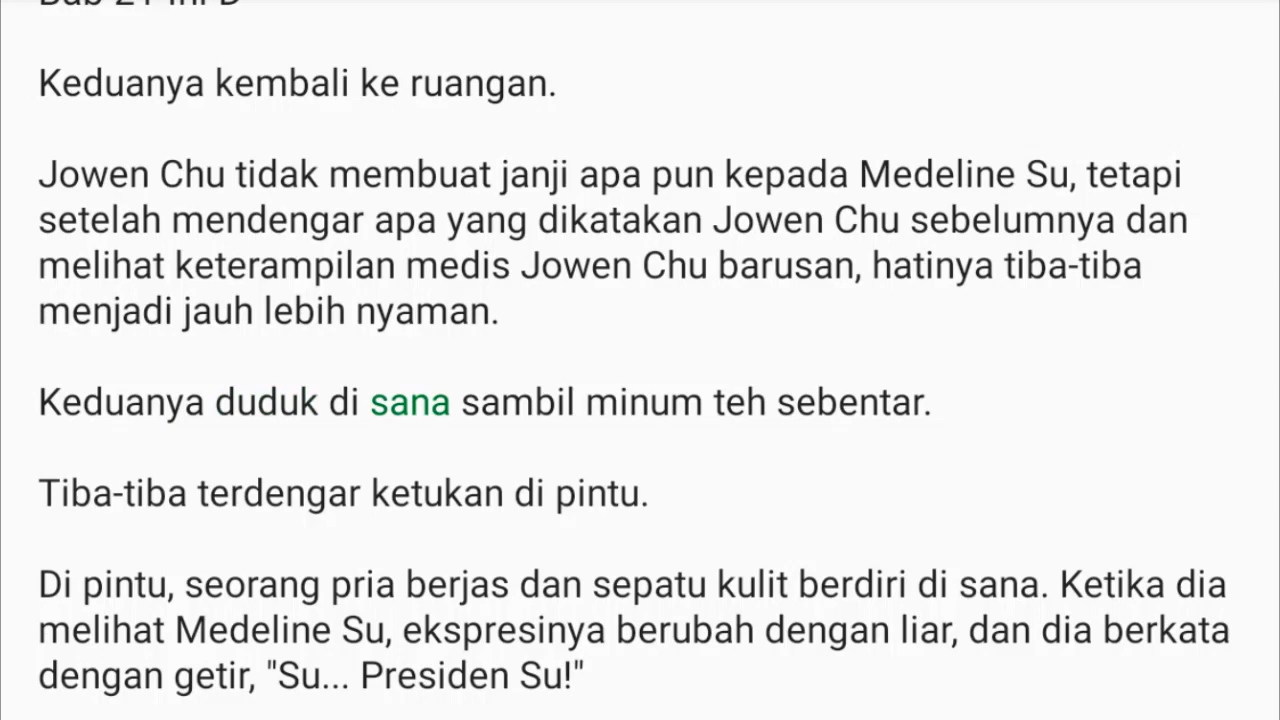 Keduanya kembali ke ruangan.
Jowen Chu tidak membuat janji apa pun kepada Medeline Su, tetapi
setelah mendengar apa yang dikatakan Jowen Chu sebelumnya dan
melihat keterampilan medis Jowen Chu barusan, hatinya tiba-tiba
menjadi jauh lebih nyaman.
Keduanya duduk di sana sambil minum teh sebentar.
Tiba-tiba terdengar ketukan di pintu.
Di pintu, seorang pria berjas dan sepatu kulit berdiri di sana. Ketika dia
melihat Medeline Su, ekspresinya berubah dengan liar, dan dia berkata
dengan getir, "Su... Presiden Su!"